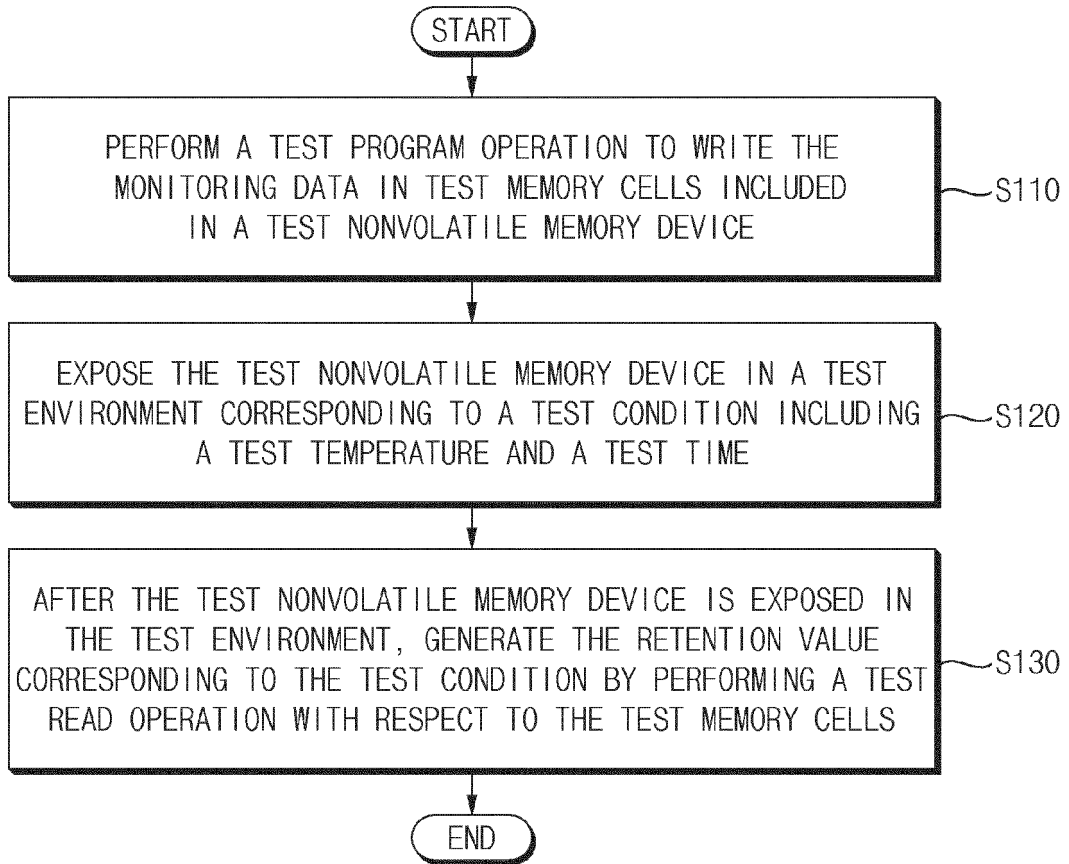 START
PERFORM A TEST PROGRAM OPERATION TO WRITE THE
MONITORING DATA IN TEST MEMORY CELLS INCLUDED
IN A TEST NONVOLATILE MEMORY DEVICE
S110
EXPOSE THE TEST NONVOLATILE MEMORY DEVICE IN A TEST
ENVIRONMENT CORRESPONDING TO A TEST CONDITION INCLUDING
A TEST TEMPERATURE AND A TEST TIME
S120
AFTER THE TEST NONVOLATILE MEMORY DEVICE IS EXPOSED IN
THE TEST ENVIRONMENT, GENERATE THE RETENTION VALUE
CORRESPONDING TO THE TEST CONDITION BY PERFORMING A TEST
READ OPERATION WITH RESPECT TO THE TEST MEMORY CELLS
S130
END